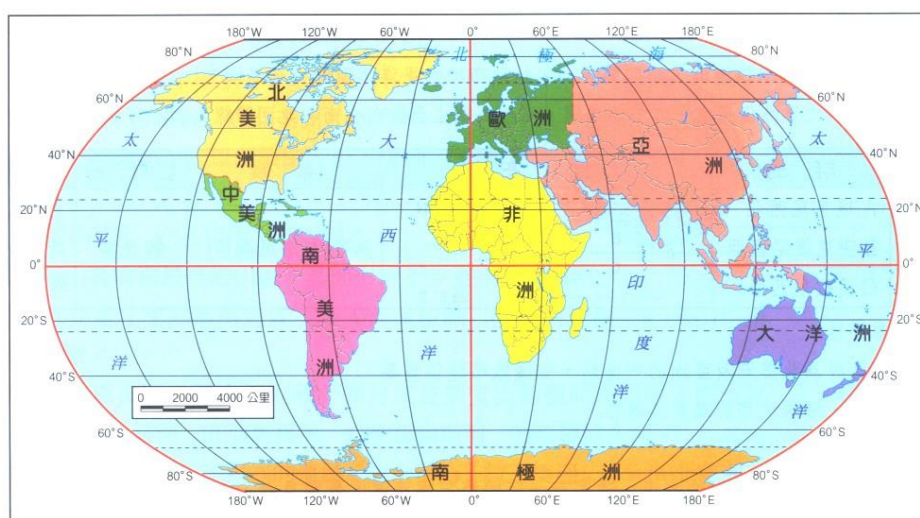 180°W 120°W 60°W 0° 60°E 120°E 180°E
80°N 北 極 海 80°N
60°N 北 60°N
太 美 大 歐 洲 亞 太
40°N 洲 洲 40°N
中
20°N 美 非 20°N
平 洲 西 平
0° 南 0°
洲 印
20°S 美 20°S
大 洋 洲
洋 洋 度
40°S 洲 40°S
洋 洋
0 2000 4000 公里
60°S 60°S
80°S 南 極 洲 80°S
180°W 120°W 60°W 0° 60°E 120°E 180°E